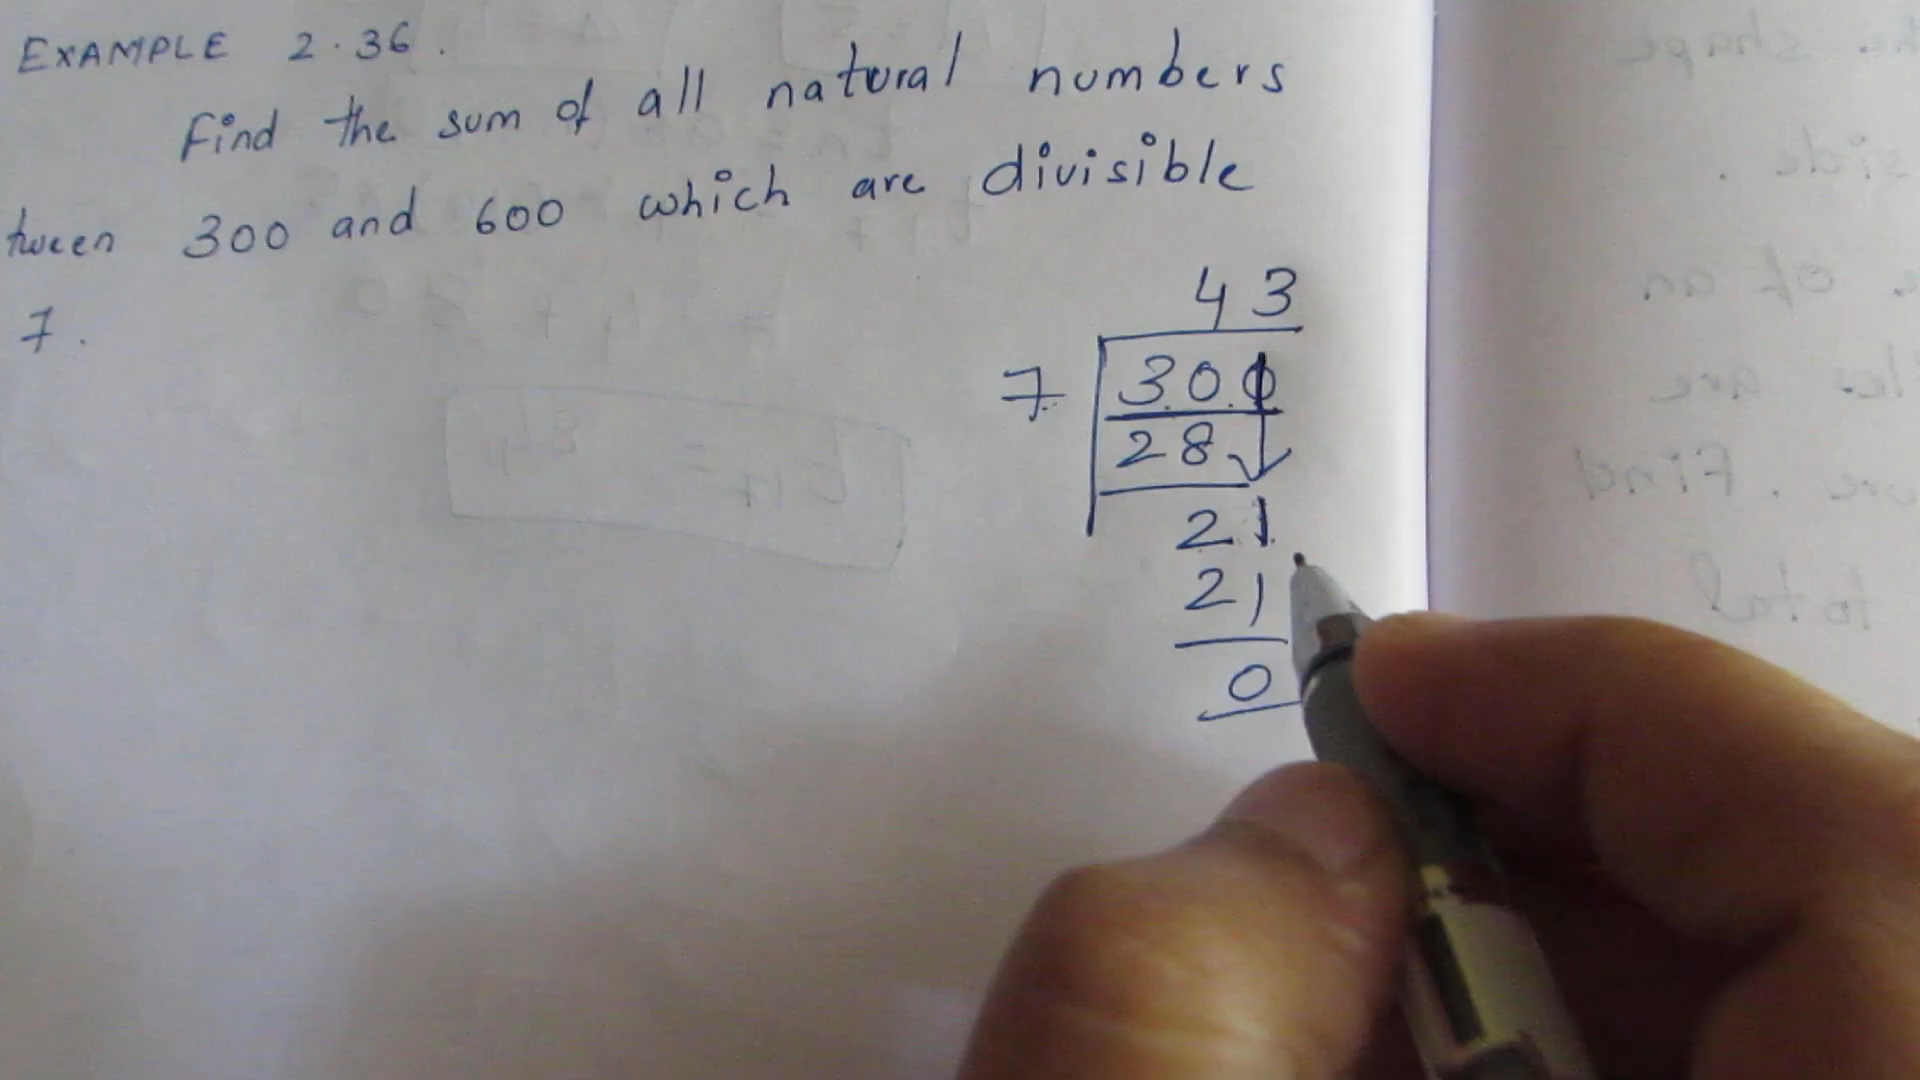 EXAMPLE 2.36.
Find the sum of all natural numbers
tween 300 and 600 which are divisible
7.
43
7 301
28
21
21
0